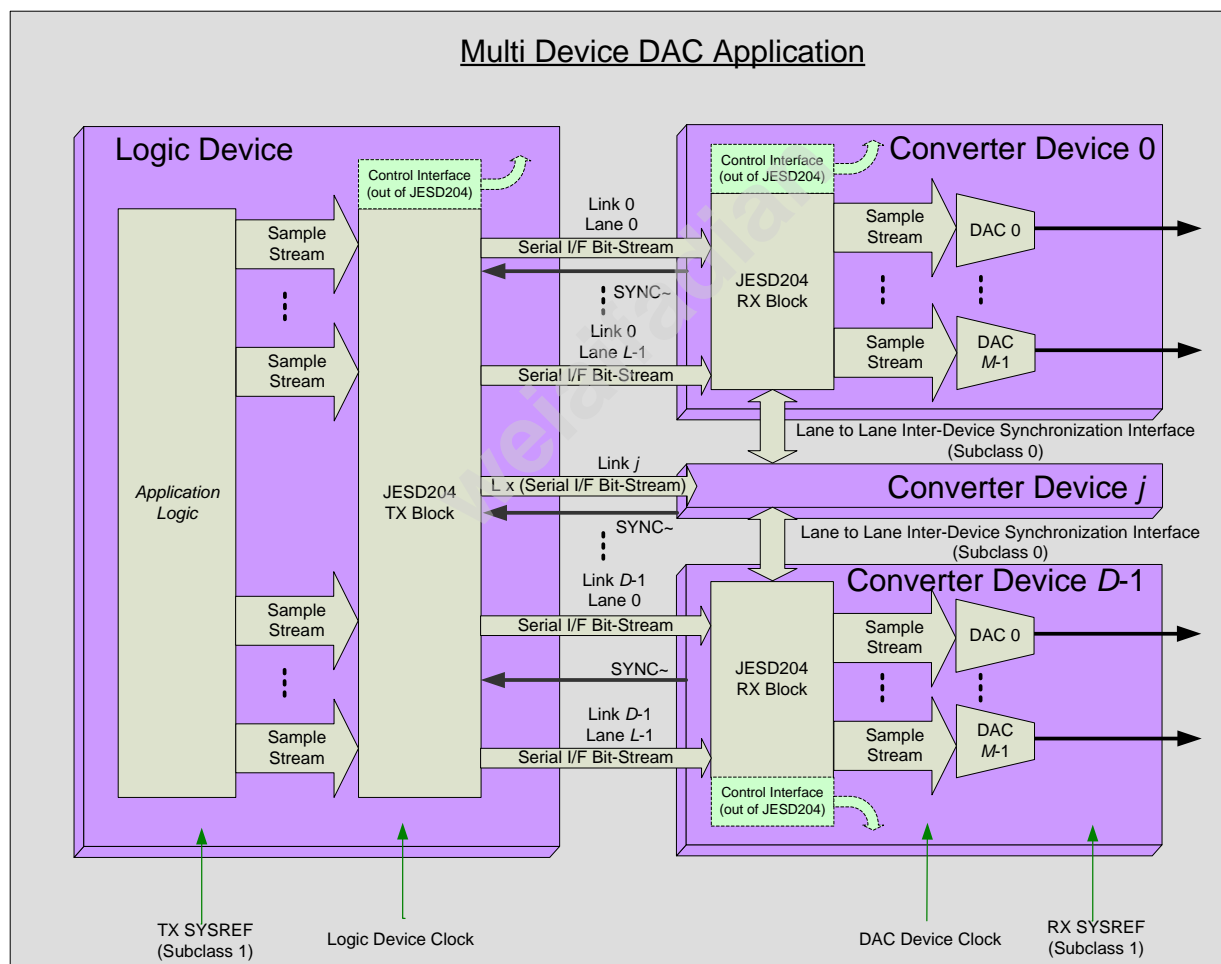 Multi Device DAC Application
Logic Device
Control Interface
(out of JESD204)
Sample
Stream
Sample
Stream
Application
Logic
JESD204
TX Block
Sample
Stream
Sample
Stream
Link 0
Lane 0
Serial I/F Bit-Stream
SYNC~
Link 0
Lane L-1
Serial I/F Bit-Stream
Link j
L x (Serial I/F Bit-Stream)
SYNC~
Link D-1
Lane 0
Serial I/F Bit-Stream
SYNC~
Link D-1
Lane L-1
Serial I/F Bit-Stream
Converter Device 0
Control Interface
(out of JESD204)
JESD204
RX Block
Sample
Stream
DAC 0
Sample
Stream
DAC
M-1
Lane to Lane Inter-Device Synchronization Interface
(Subclass 0)
Converter Device j
Lane to Lane Inter-Device Synchronization Interface
(Subclass 0)
Converter Device D-1
JESD204
RX Block
Sample
Stream
DAC 0
Sample
Stream
DAC
M-1
Control Interface
(out of JESD204)
TX SYSREF
(Subclass 1)
Logic Device Clock
DAC Device Clock
RX SYSREF
(Subclass 1)